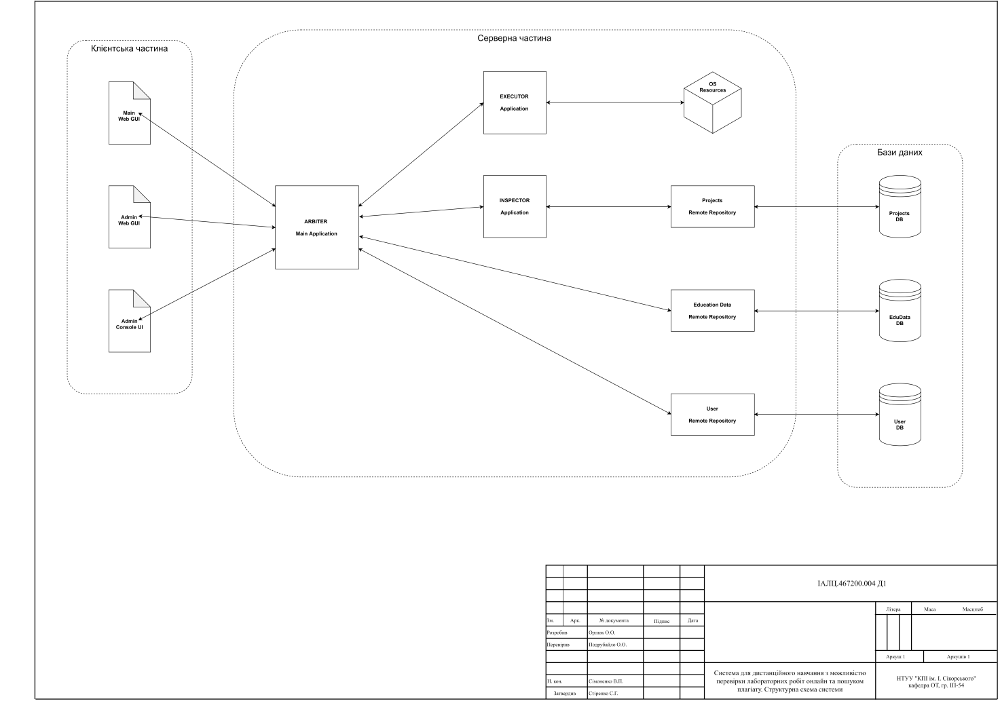 Клієнтська частина
Серверна частина
Бази даних
Main
Web GUI
Admin
Web GUI
Admin
Console UI
ARBITER
Main Application
EXECUTOR
Application
OS
Resources
INSPECTOR
Application
Projects
Remote Repository
Projects
DB
Education Data
Remote Repository
EduData
DB
User
Remote Repository
User
DB
ІАЛЦ.467200.004 Д1
Зм. Арк. № документа Підпис Дата
Розробив Орлюк О.О.
Перевірив Подрубайло О.О.
Н. кон. Сімоненко В.П.
Затвердив Стіренко С.Г.
Система для дистанційного навчання з можливістю
перевірки лабораторних робіт онлайн та пошуком
плагіату. Структурна схема системи
Літера Маса Масштаб
Аркуш 1 Аркушів 1
НТУУ "КПІ ім. І. Сікорського"
кафедра ОТ, гр. ІП-54